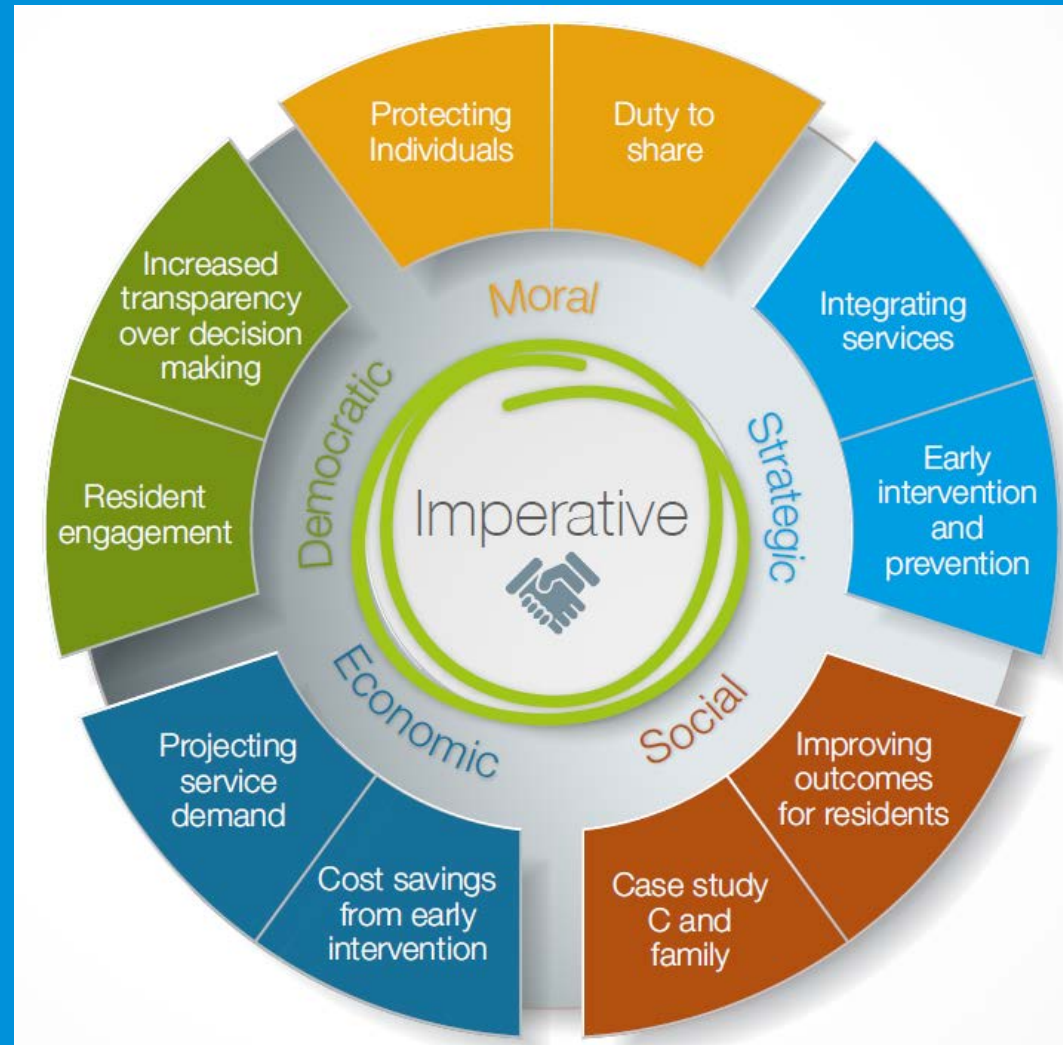 Protecting
Individuals
Duty to
share
Moral
Integrating
services
Early
intervention
and
prevention
Strategic
Improving
outcomes
for residents
Case study
C and
family
Social
Cost savings
from early
intervention
Projecting
service
demand
Economic
Resident
engagement
Increased
transparency
over decision
making
Democratic
Imperative